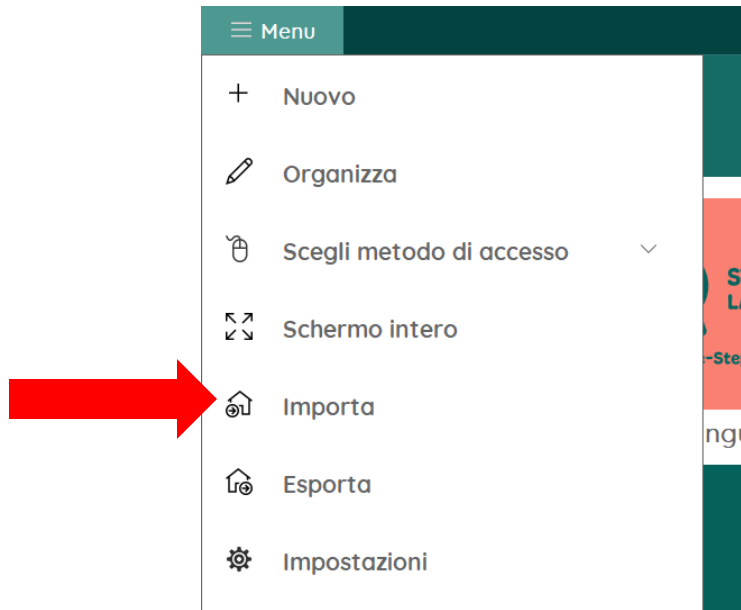 Menu
Nuovo
Organizza
Scegli metodo di accesso
Schermo intero
Importa
Esporta
Impostazioni